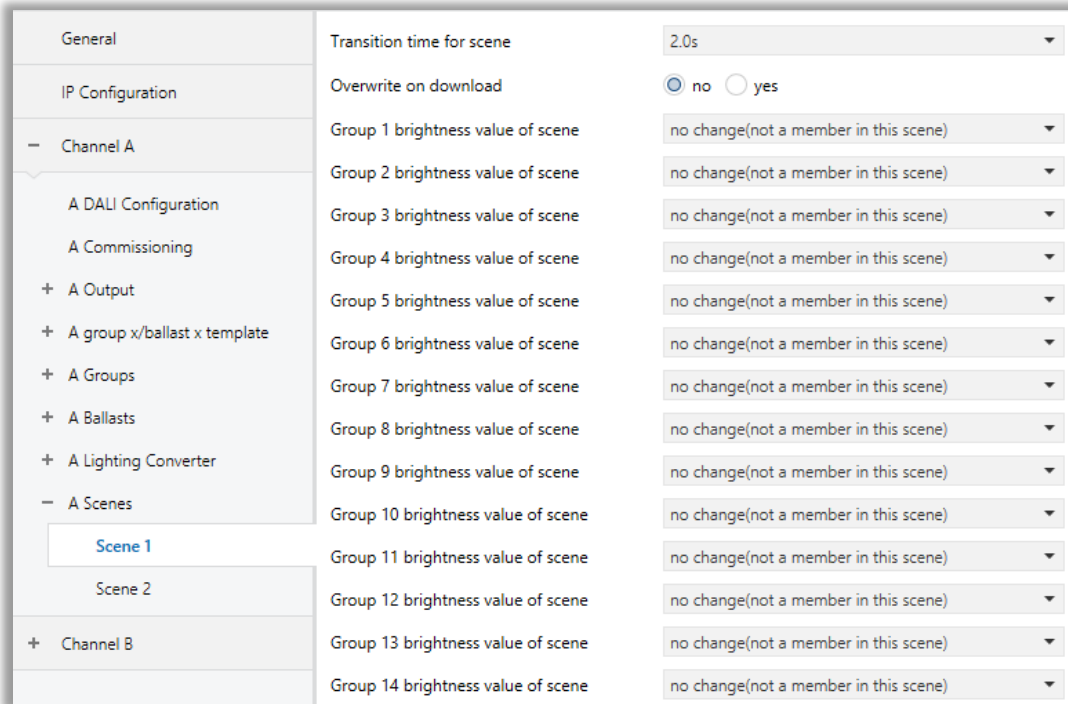 General
IP Configuration
− Channel A
A DALI Configuration
A Commissioning
+ A Output
+ A group x/ballast x template
+ A Groups
+ A Ballasts
+ A Lighting Converter
− A Scenes
Scene 1
Scene 2
+ Channel B
Transition time for scene 2.0s
Overwrite on download no yes
Group 1 brightness value of scene no change(not a member in this scene)
Group 2 brightness value of scene no change(not a member in this scene)
Group 3 brightness value of scene no change(not a member in this scene)
Group 4 brightness value of scene no change(not a member in this scene)
Group 5 brightness value of scene no change(not a member in this scene)
Group 6 brightness value of scene no change(not a member in this scene)
Group 7 brightness value of scene no change(not a member in this scene)
Group 8 brightness value of scene no change(not a member in this scene)
Group 9 brightness value of scene no change(not a member in this scene)
Group 10 brightness value of scene no change(not a member in this scene)
Group 11 brightness value of scene no change(not a member in this scene)
Group 12 brightness value of scene no change(not a member in this scene)
Group 13 brightness value of scene no change(not a member in this scene)
Group 14 brightness value of scene no change(not a member in this scene)